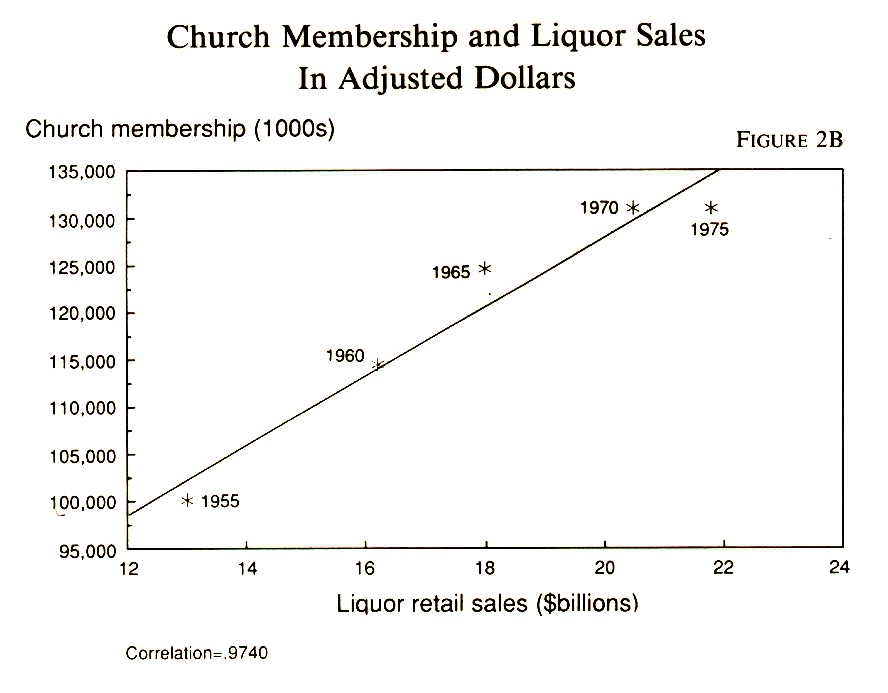 Church Membership and Liquor Sales
In Adjusted Dollars
Church membership (1000s)
FIGURE 2B
135,000
130,000
125,000
120,000
115,000
110,000
105,000
100,000
95,000
1970
1975
1965
1960
1955
12 14 16 18 20 22 24
Liquor retail sales ($billions)
Correlation=.9740